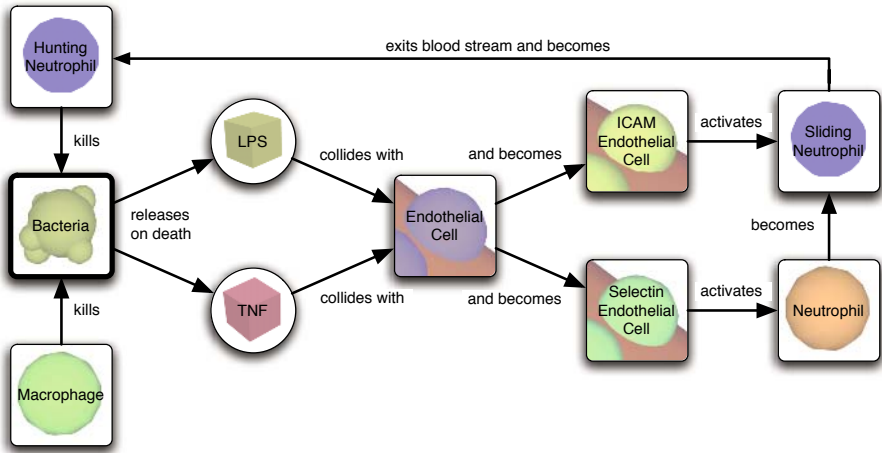 Hunting
Neutrophil
exits blood stream and becomes
kills
Bacteria
releases
on death
kills
Macrophage
LPS
TNF
collides with
collides with
Endothelial
Cell
and becomes
and becomes
ICAM
Endothelial
Cell
Selectin
Endothelial
Cell
activates
activates
Sliding
Neutrophil
becomes
Neutrophil